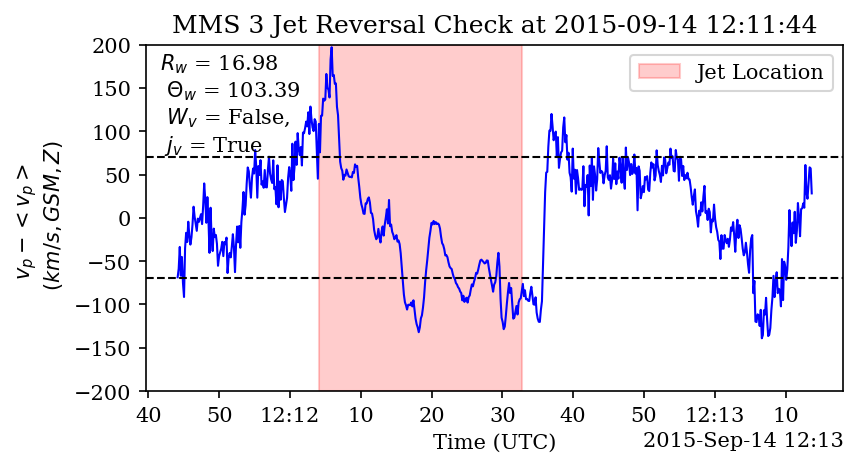 MMS 3 Jet Reversal Check at 2015-09-14 12:11:44
v_p − < v_p >
(km/s, GSM, Z)
200
150
100
50
0
−50
−100
−150
−200
R_w = 16.98
Θ_w = 103.39
W_v = False,
j_v = True
Jet Location
40 50 12:12 10 20 30 40 50 12:13 10
Time (UTC)
2015-Sep-14 12:13